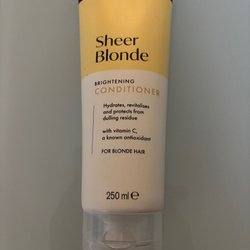 Sheer
Blonde
BRIGHTENING
CONDITIONER
Hydrates, revitalises
and protects from
dulling residue
with vitamin C,
a known antioxidant
FOR BLONDE HAIR
250 ml ℮